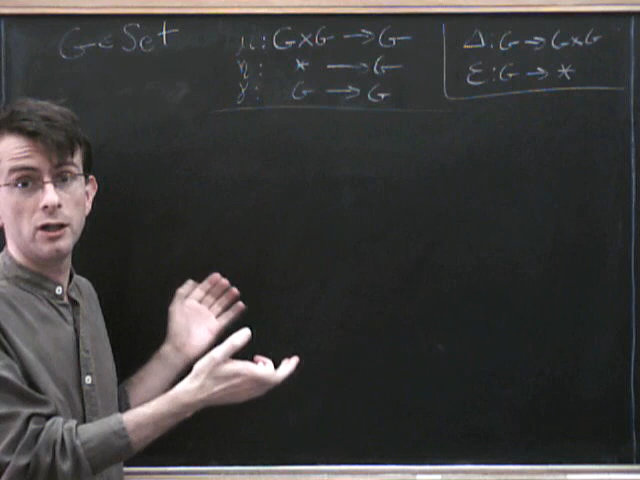 G ∈ Set
μ: G×G → G
η: * → G
γ: G → G
Δ: G → G×G
ε: G → *